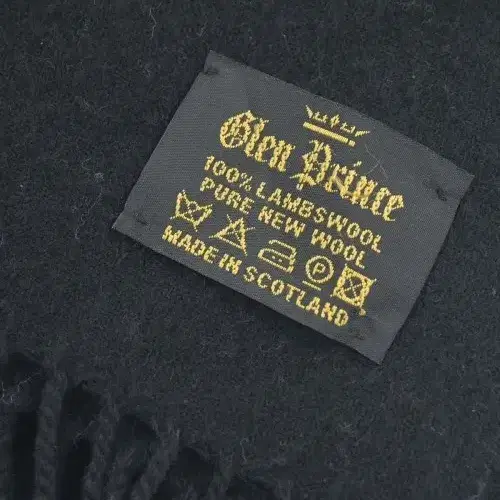 Glen Prince
100% LAMBSWOOL
PURE NEW WOOL
P
MADE IN SCOTLAND